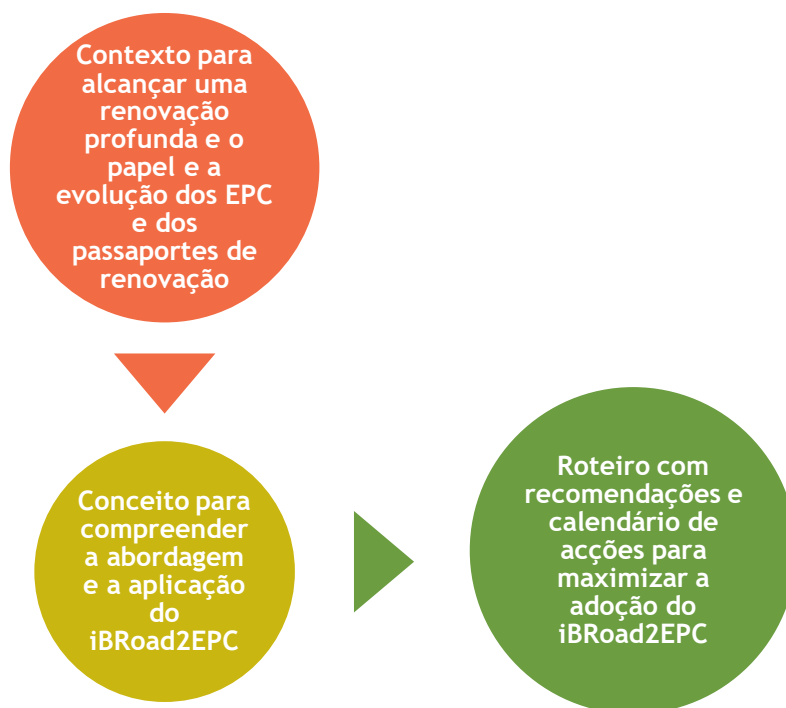 Contexto para
alcançar uma
renovação
profunda e o
papel e a
evolução dos EPC
e dos
passaportes de
renovação
Conceito para
compreender
a abordagem
e a aplicação
do
iBRoad2EPC
Roteiro com
recomendações e
calendário de
acções para
maximizar a
adoção do
iBRoad2EPC